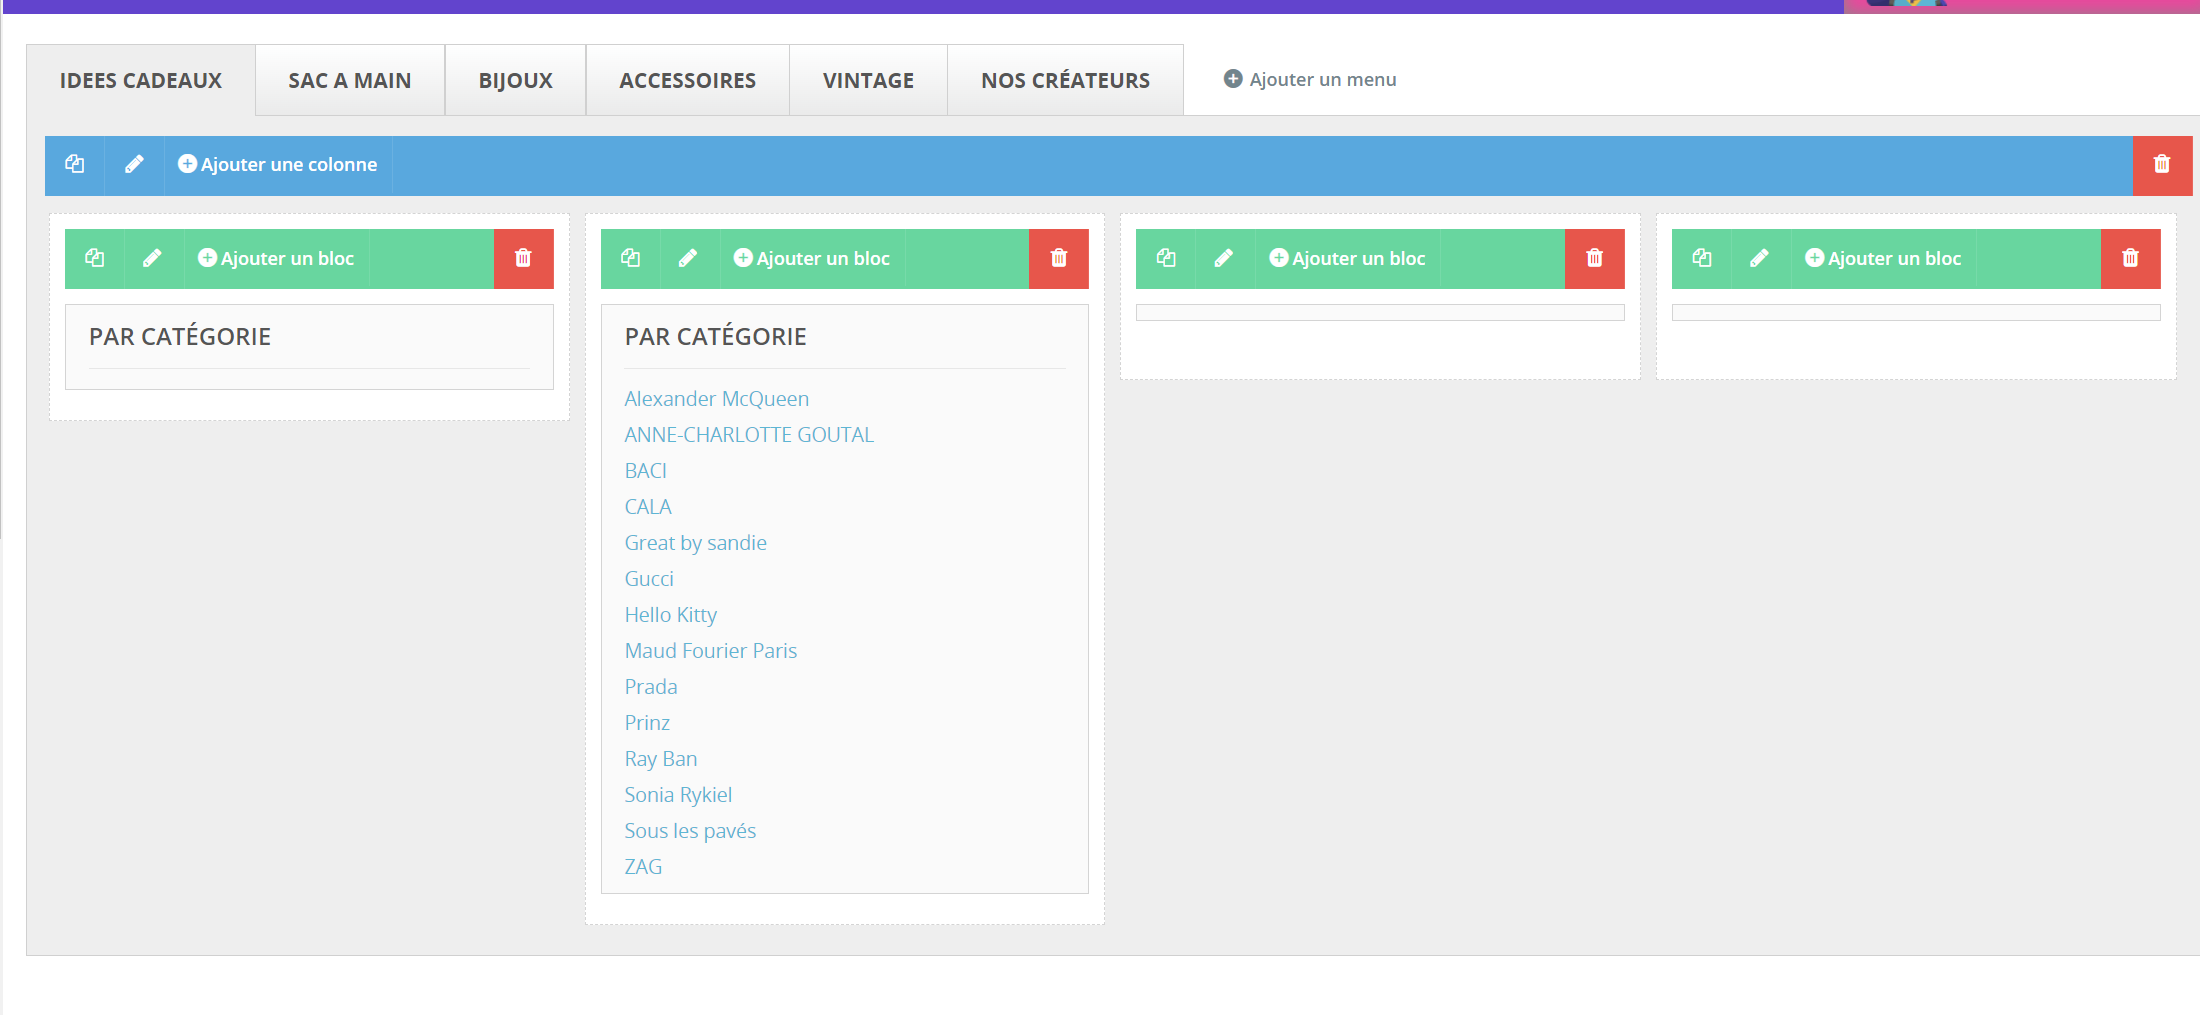 IDEES CADEAUX
SAC A MAIN
BIJOUX
ACCESSOIRES
VINTAGE
NOS CRÉATEURS
Ajouter un menu
Ajouter une colonne
Ajouter un bloc
PAR CATÉGORIE
Ajouter un bloc
PAR CATÉGORIE
Alexander McQueen
ANNE-CHARLOTTE GOUTAL
BACI
CALA
Great by sandie
Gucci
Hello Kitty
Maud Fourier Paris
Prada
Prinz
Ray Ban
Sonia Rykiel
Sous les pavés
ZAG
Ajouter un bloc
Ajouter un bloc